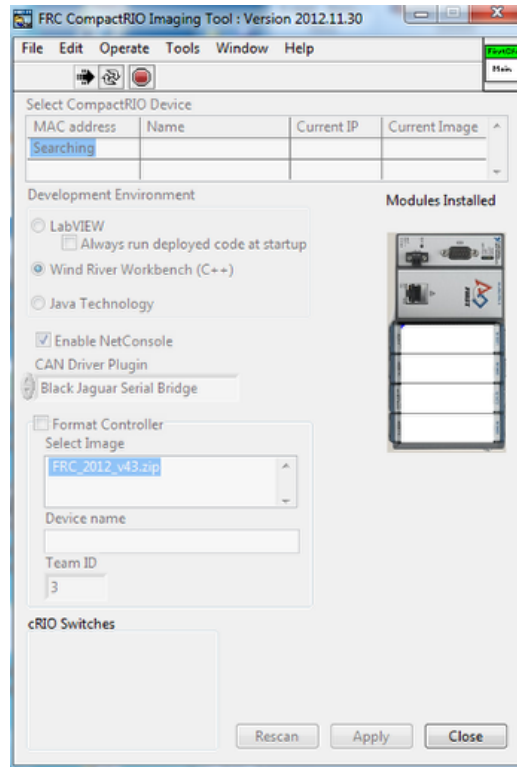 FRC CompactRIO Imaging Tool : Version 2012.11.30
File Edit Operate Tools Window Help
Main
Select CompactRIO Device
MAC address Name Current IP Current Image
Searching
Development Environment
Modules Installed
LabVIEW
Always run deployed code at startup
Wind River Workbench (C++)
Java Technology
Enable NetConsole
CAN Driver Plugin
Black Jaguar Serial Bridge
Format Controller
Select Image
FRC_2012_v43.zip
Device name
Team ID
3
cRIO Switches
Rescan Apply Close